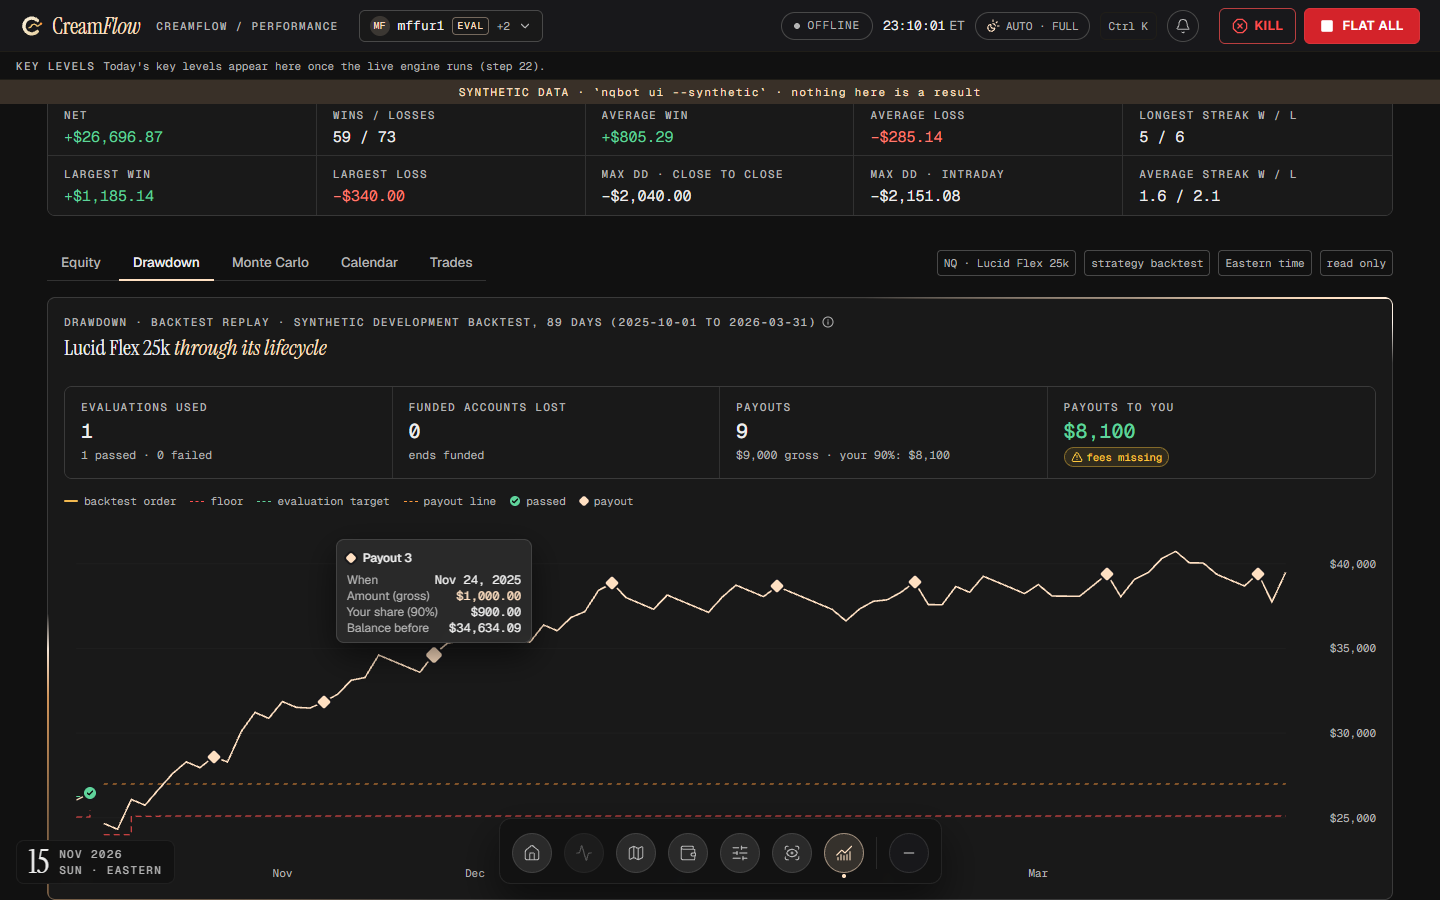 CreamFlow
CREAMFLOW / PERFORMANCE
MF mffur1 EVAL +2
OFFLINE
23:10:01 ET
AUTO · FULL
Ctrl K
KILL
FLAT ALL
KEY LEVELS Today's key levels appear here once the live engine runs (step 22).
SYNTHETIC DATA · `nqbot ui --synthetic` · nothing here is a result
NET
+$26,696.87
WINS / LOSSES
59 / 73
AVERAGE WIN
+$805.29
AVERAGE LOSS
−$285.14
LONGEST STREAK W / L
5 / 6
LARGEST WIN
+$1,185.14
LARGEST LOSS
−$340.00
MAX DD · CLOSE TO CLOSE
−$2,040.00
MAX DD · INTRADAY
−$2,151.08
AVERAGE STREAK W / L
1.6 / 2.1
Equity
Drawdown
Monte Carlo
Calendar
Trades
NQ · Lucid Flex 25k
strategy backtest
Eastern time
read only
DRAWDOWN · BACKTEST REPLAY · SYNTHETIC DEVELOPMENT BACKTEST, 89 DAYS (2025-10-01 TO 2026-03-31)
Lucid Flex 25k through its lifecycle
EVALUATIONS USED
1
1 passed · 0 failed
FUNDED ACCOUNTS LOST
0
ends funded
PAYOUTS
9
$9,000 gross · your 90%: $8,100
PAYOUTS TO YOU
$8,100
fees missing
backtest order
floor
evaluation target
payout line
passed
payout
Payout 3
When Nov 24, 2025
Amount (gross) $1,000.00
Your share (90%) $900.00
Balance before $34,634.09
$40,000
$35,000
$30,000
$25,000
Nov
Dec
Mar
15
NOV 2026
SUN · EASTERN